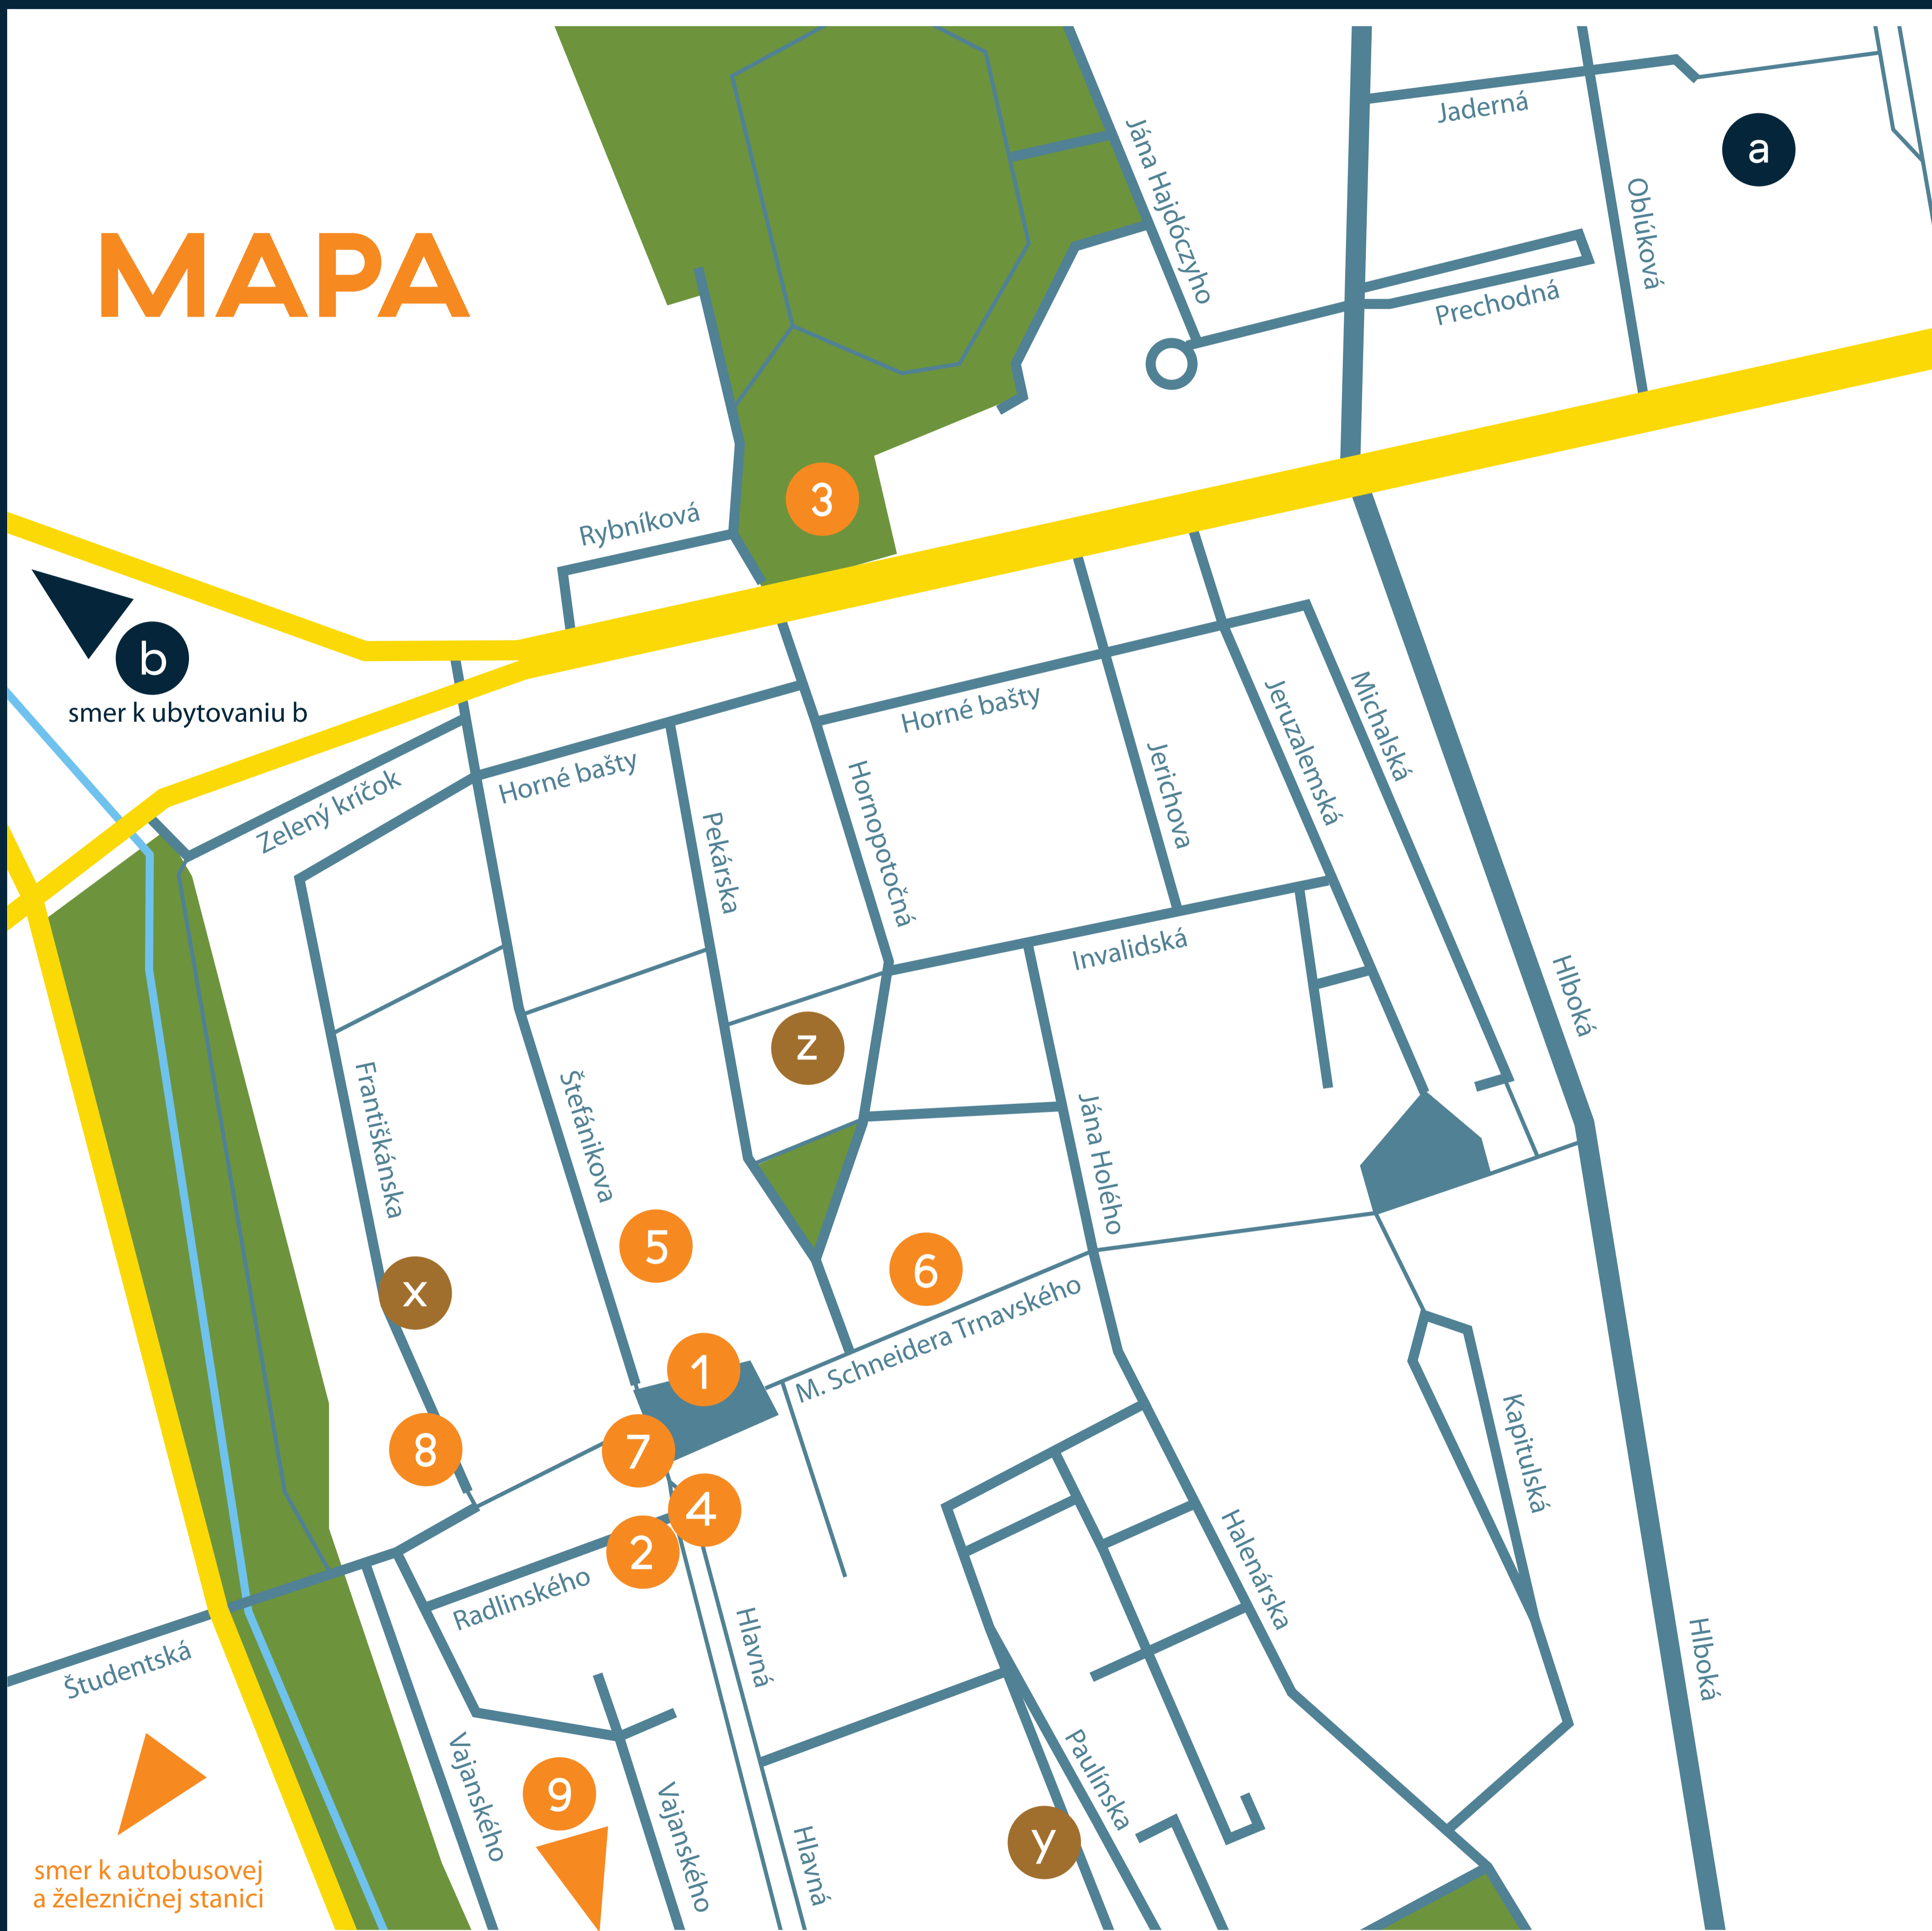 MAPA
Jaderná
a
Jána Hajdóczyho
Oblúková
Prechodná
3
Rybníková
b
smer k ubytovaniu b
Zelený kríčok
Horné bašty
Horné bašty
Pekárska
Hornopotočná
Jerichova
Jeruzalemská
Michalská
Invalidská
Hlboká
z
Františkánska
Štefánikova
Jána Holého
5
6
x
M. Schneidera Trnavského
1
7
8
4
2
Kapitulská
Halenárska
Radlinského
Hlavná
Hlboká
Študentská
Vajanského
9
Vajanského
Hlavná
Paulínska
y
smer k autobusovej
a železničnej stanici